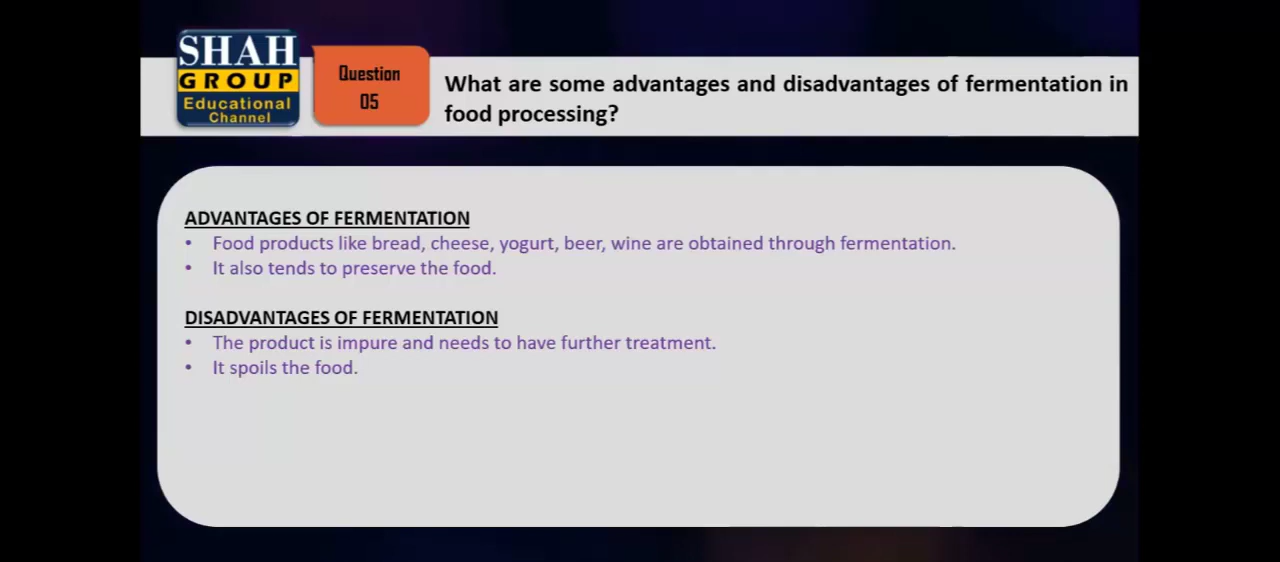 SHAH
GROUP
Educational
Channel
Question
05
What are some advantages and disadvantages of fermentation in
food processing?
ADVANTAGES OF FERMENTATION
• Food products like bread, cheese, yogurt, beer, wine are obtained through fermentation.
• It also tends to preserve the food.
DISADVANTAGES OF FERMENTATION
• The product is impure and needs to have further treatment.
• It spoils the food.